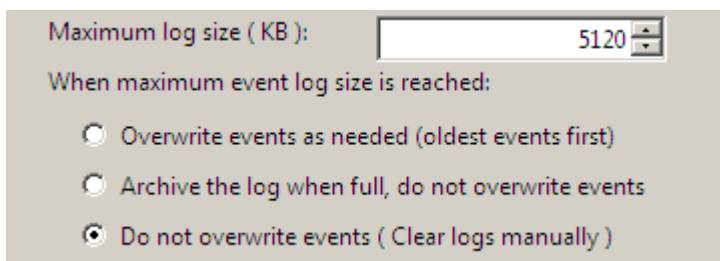 Maximum log size ( KB ): 5120
When maximum event log size is reached:
Overwrite events as needed (oldest events first)
Archive the log when full, do not overwrite events
Do not overwrite events ( Clear logs manually )